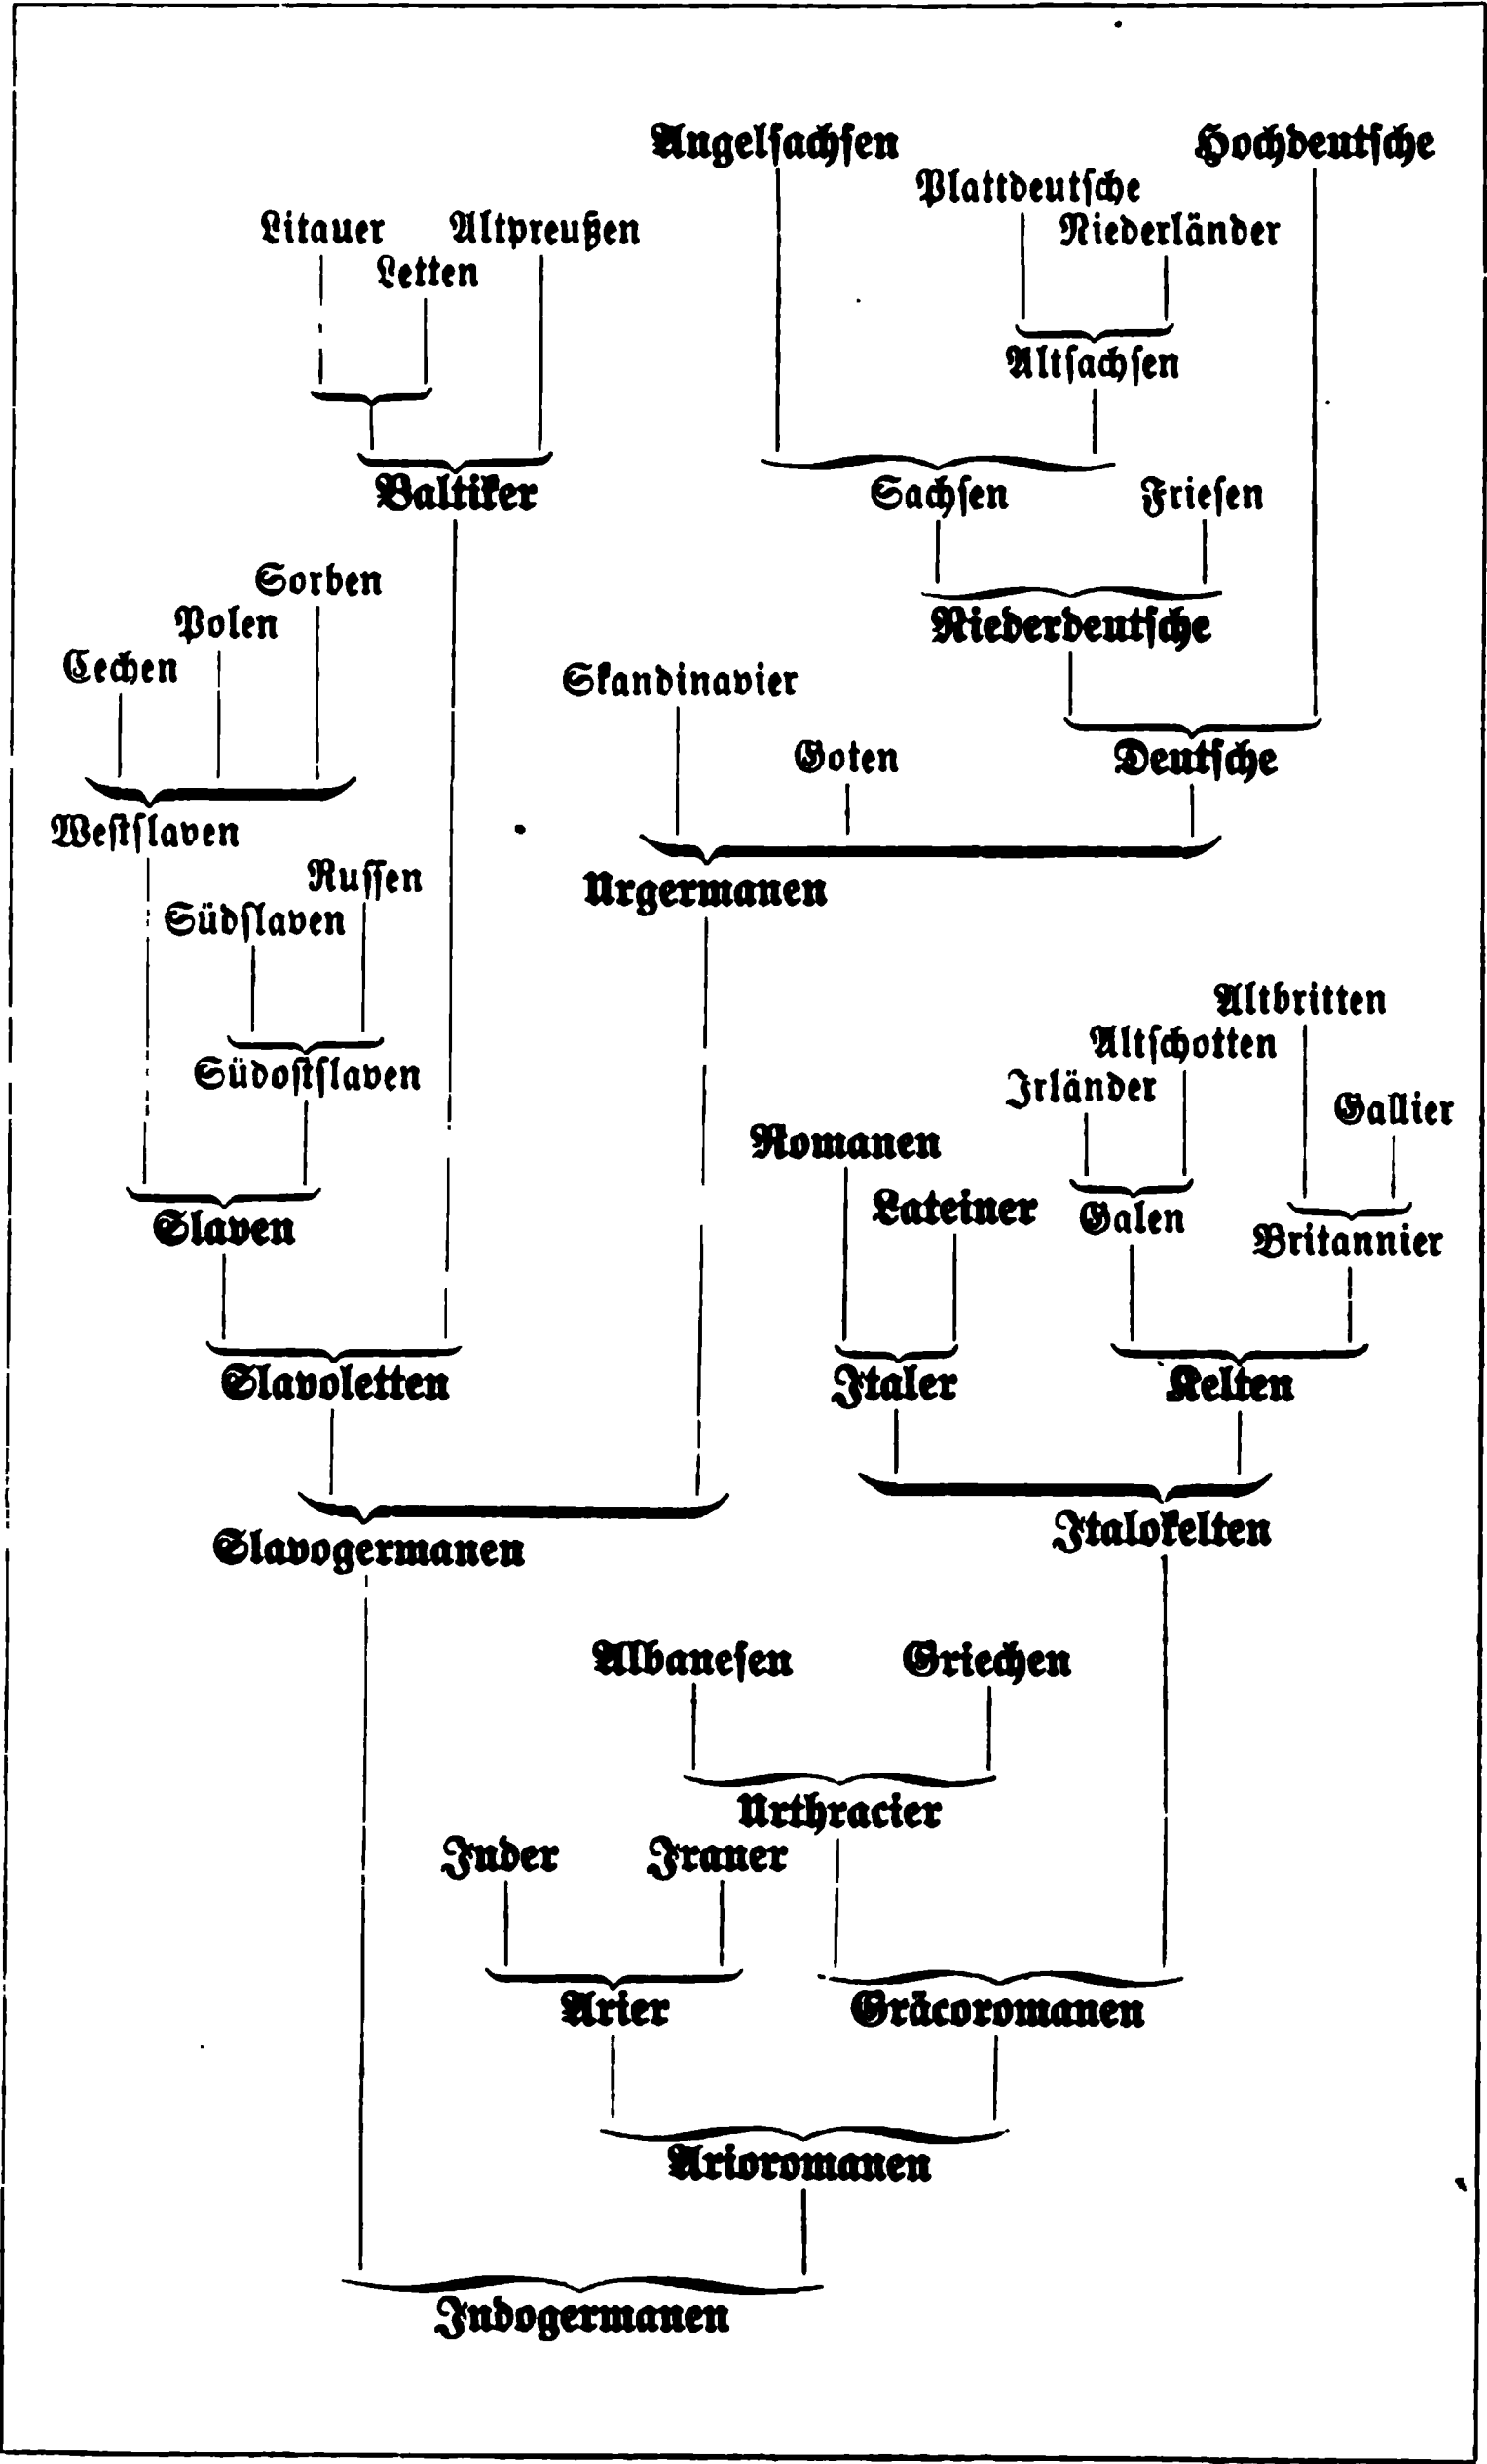 Angelsachsen
Hochdeutsche
Plattdeutsche
Litauer
Altpreußen
Niederländer
Letten
Altsachsen
Baltiker
Sachsen
Friesen
Sorben
Polen
Niederdeutsche
Cechen
Skandinavier
Goten
Deutsche
Westslaven
Russen
Urgermanen
Südslaven
Altbritten
Altschotten
Südostslaven
Irländer
Gallier
Romanen
Lateiner
Galen
Slaven
Britannier
Slavoletten
Italer
Kelten
Italokelten
Slavogermanen
Albanesen
Griechen
Urthracier
Inder
Iraner
Arier
Gräcoromanen
Arioromanen
Indogermanen